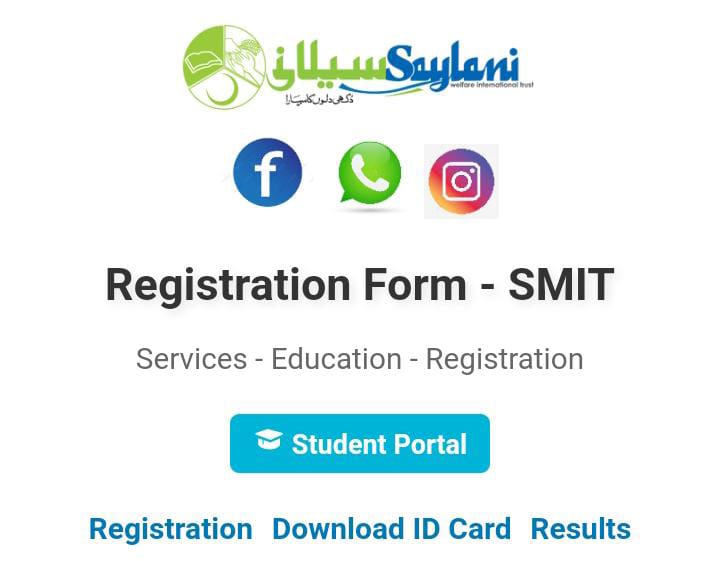 سیلانی Saylani
welfare international trust
دُکھی دلوں کا سہارا
Registration Form - SMIT
Services - Education - Registration
Student Portal
Registration Download ID Card Results